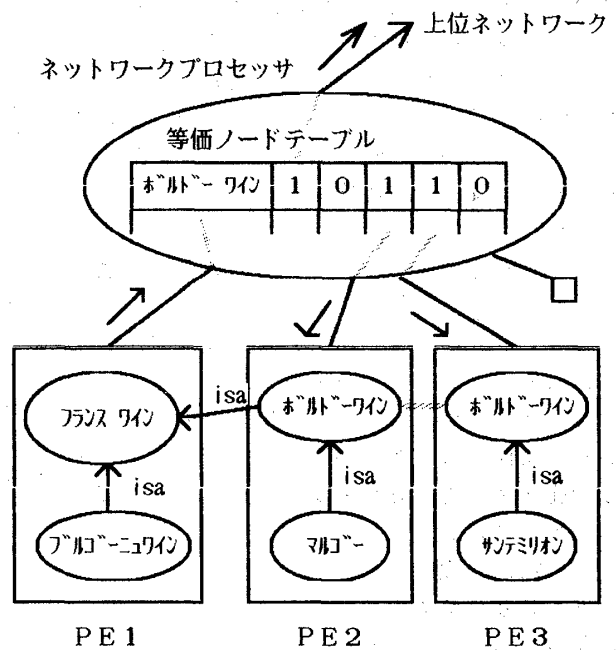 上位ネットワーク
ネットワークプロセッサ
等価ノードテーブル
ボルドー ワイン 1 0 1 1 0
isa
フランス ワイン
ボルドーワイン
ボルドーワイン
isa
isa
isa
ブルゴーニュワイン
マルゴー
サンテミリオン
PE1
PE2
PE3